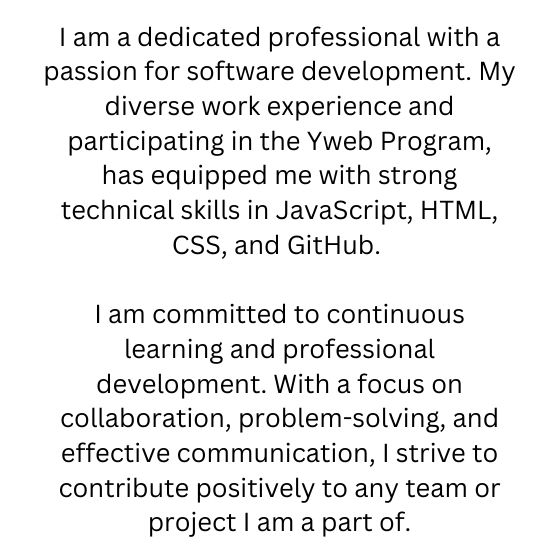 I am a dedicated professional with a
passion for software development. My
diverse work experience and
participating in the Yweb Program,
has equipped me with strong
technical skills in JavaScript, HTML,
CSS, and GitHub.
I am committed to continuous
learning and professional
development. With a focus on
collaboration, problem-solving, and
effective communication, I strive to
contribute positively to any team or
project I am a part of.